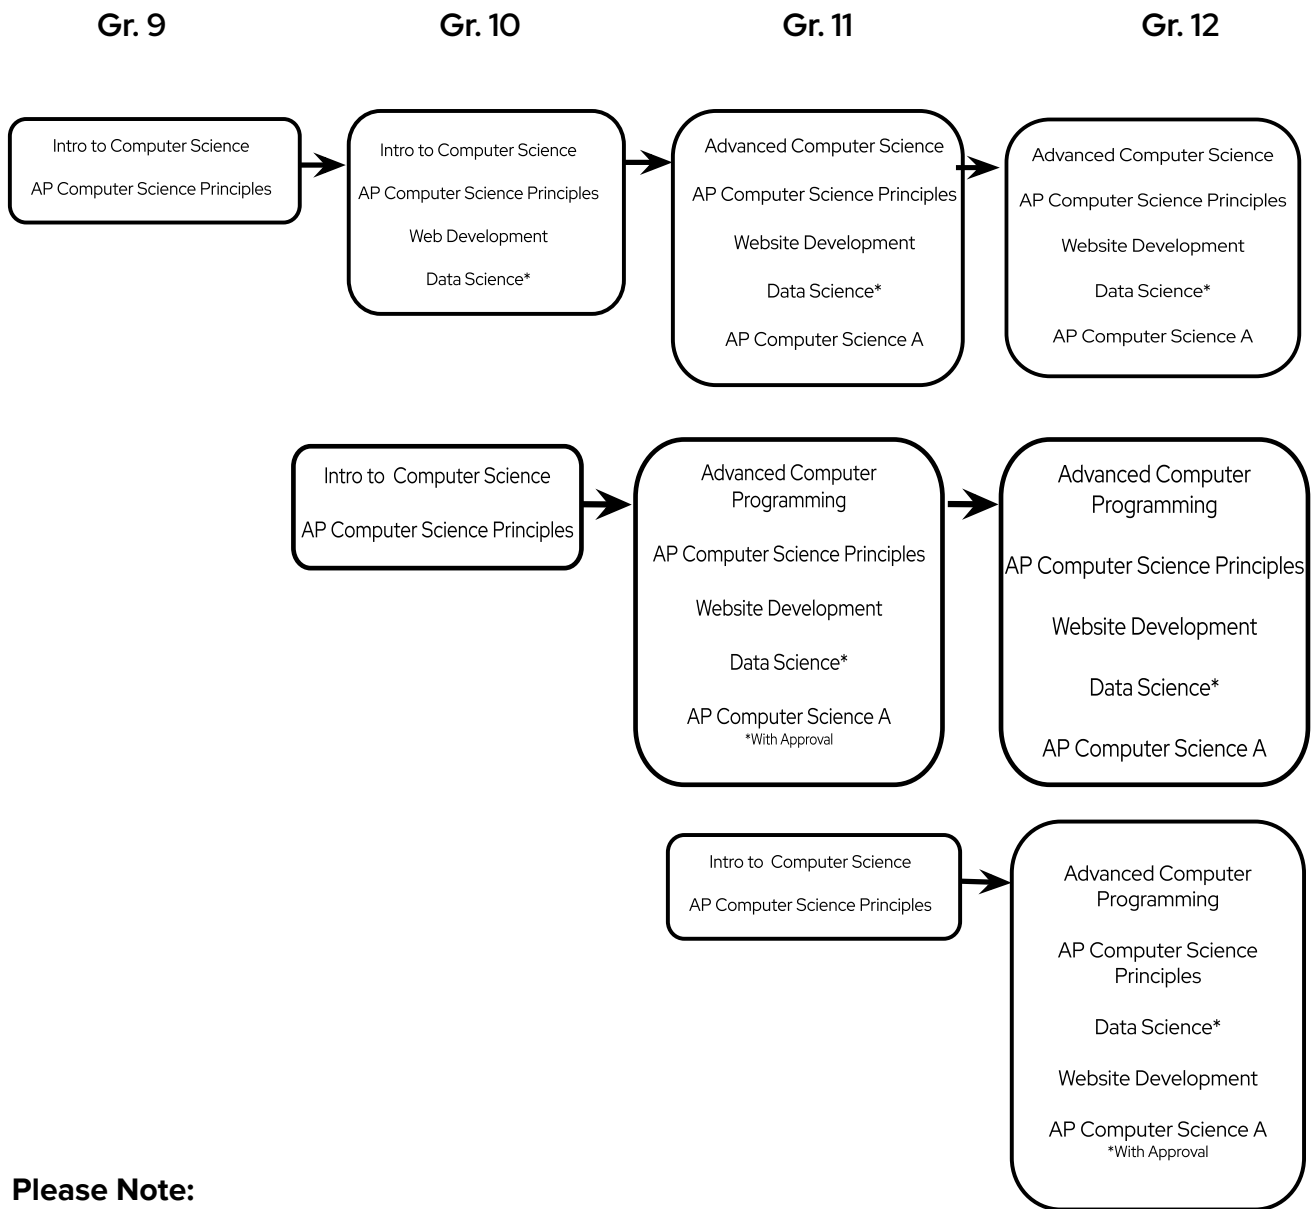 Gr. 9
Gr. 10
Gr. 11
Gr. 12
Intro to Computer Science
AP Computer Science Principles
Intro to Computer Science
AP Computer Science Principles
Web Development
Data Science*
Advanced Computer Science
AP Computer Science Principles
Website Development
Data Science*
AP Computer Science A
Advanced Computer Science
AP Computer Science Principles
Website Development
Data Science*
AP Computer Science A
Intro to Computer Science
AP Computer Science Principles
Advanced Computer
Programming
AP Computer Science Principles
Website Development
Data Science*
AP Computer Science A
*With Approval
Advanced Computer
Programming
AP Computer Science Principles
Website Development
Data Science*
AP Computer Science A
Intro to Computer Science
AP Computer Science Principles
Advanced Computer
Programming
AP Computer Science
Principles
Data Science*
Website Development
AP Computer Science A
*With Approval
Please Note: